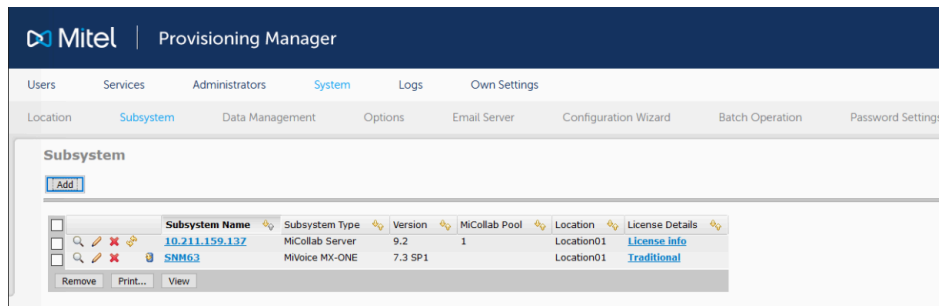 Mitel Provisioning Manager
Users Services Administrators System Logs Own Settings
Location Subsystem Data Management Options Email Server Configuration Wizard Batch Operation Password Settings
Subsystem
Add
Subsystem Name Subsystem Type Version MiCollab Pool Location License Details
10.211.159.137 MiCollab Server 9.2 1 Location01 License info
SNM63 MiVoice MX-ONE 7.3 SP1 Location01 Traditional
Remove Print... View